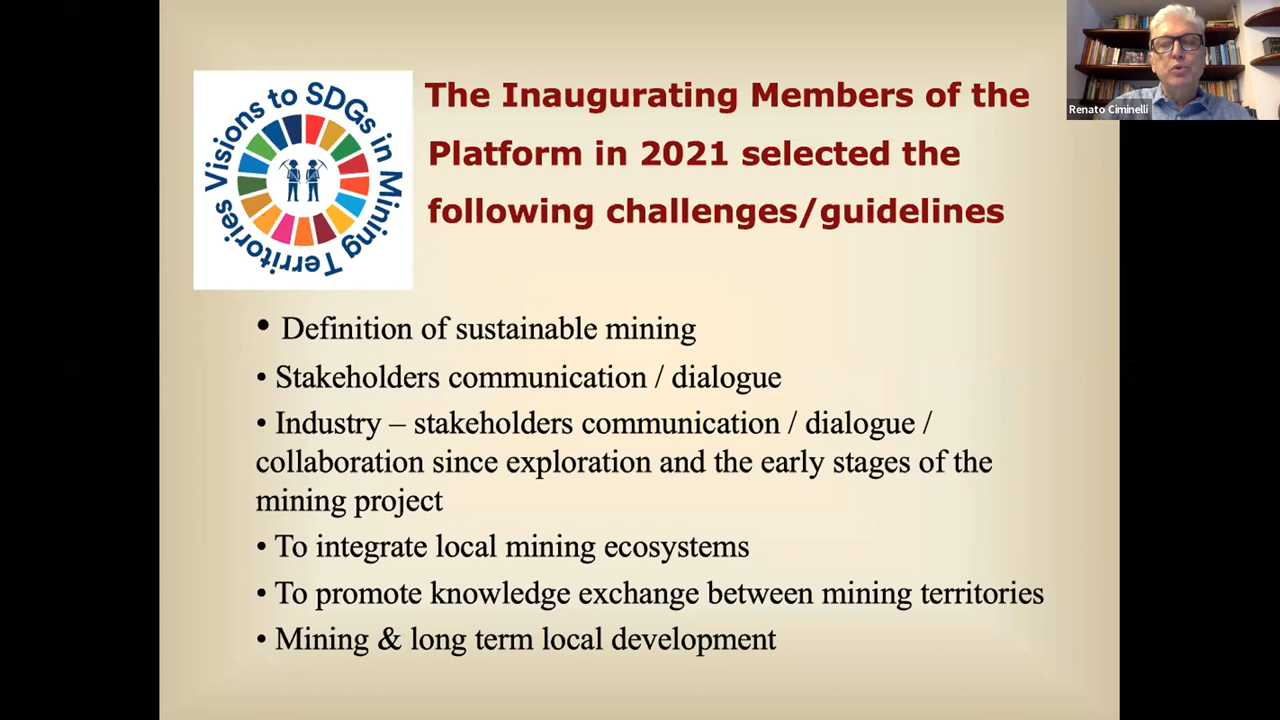 Visions to SDGs in Mining Territories
The Inaugurating Members of the
Platform in 2021 selected the
following challenges/guidelines
Renato Ciminelli
• Definition of sustainable mining
• Stakeholders communication / dialogue
• Industry – stakeholders communication / dialogue /
collaboration since exploration and the early stages of the
mining project
• To integrate local mining ecosystems
• To promote knowledge exchange between mining territories
• Mining & long term local development